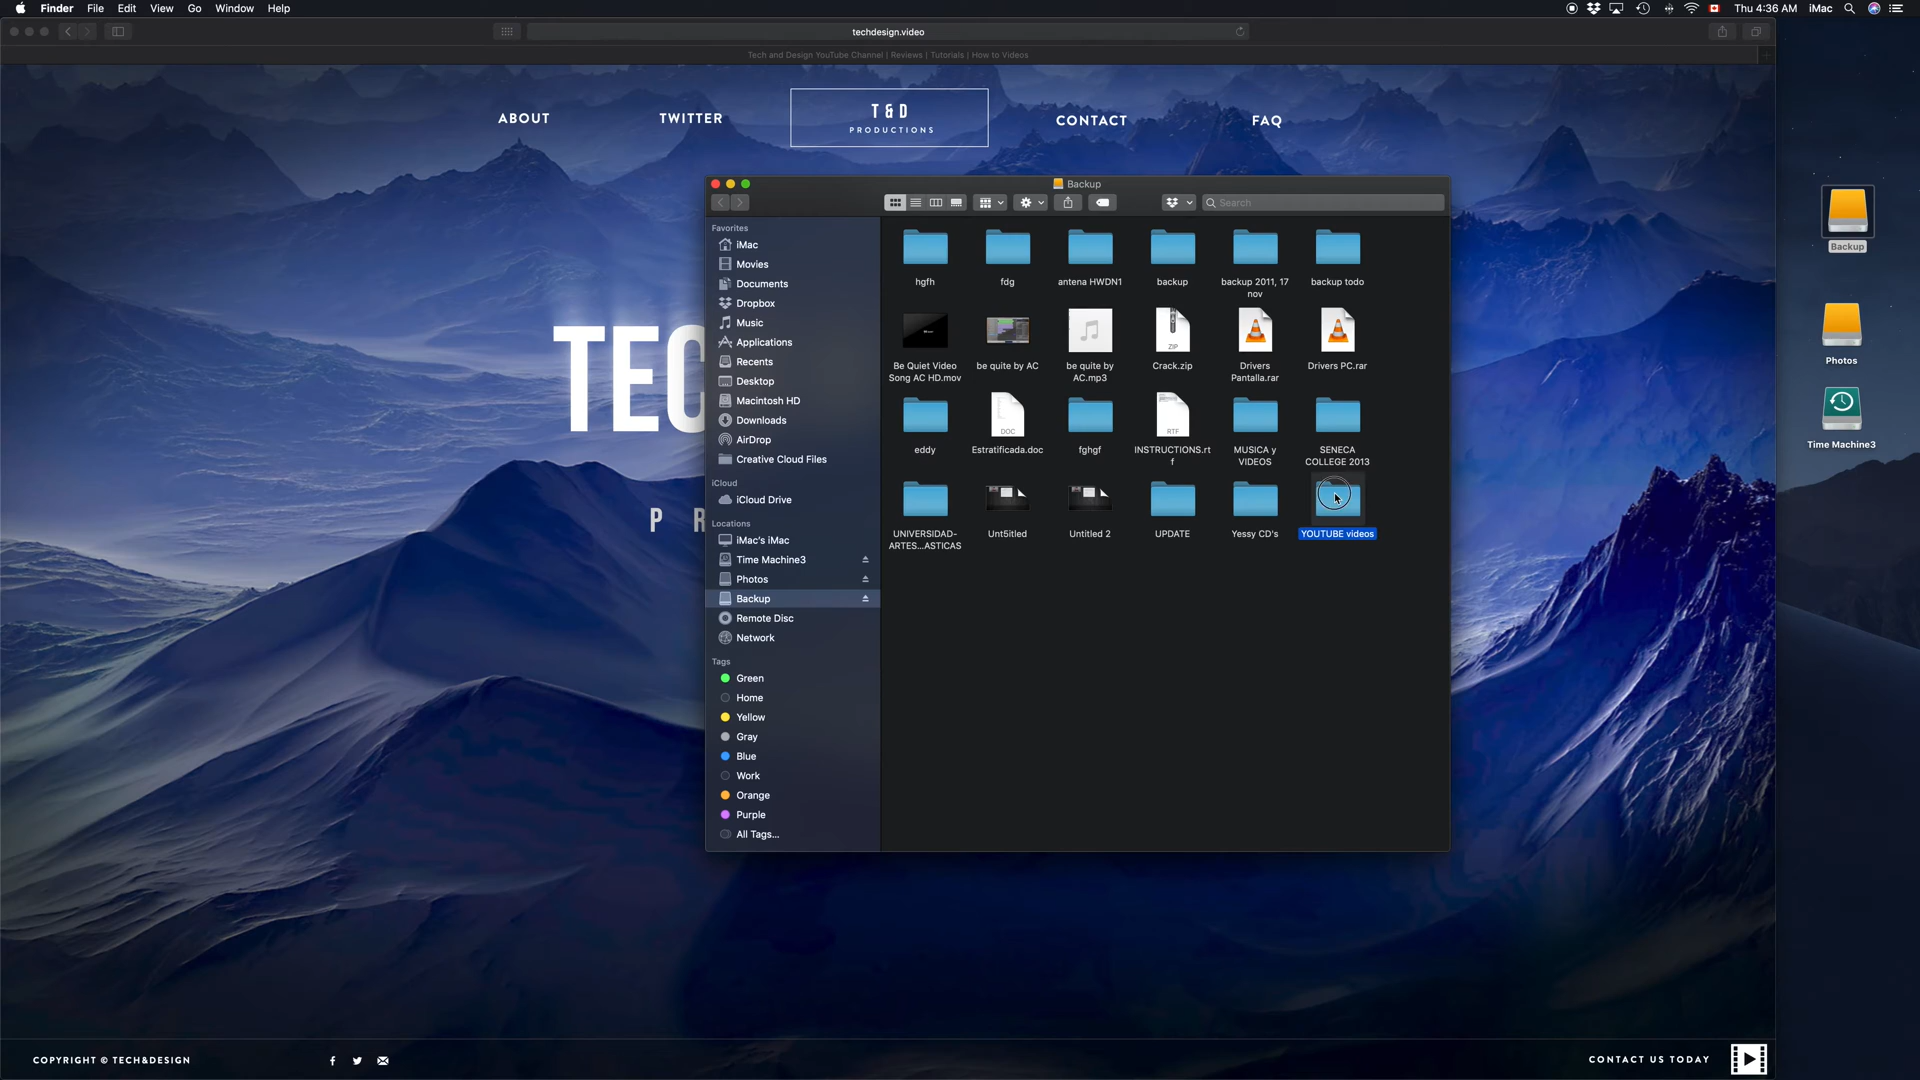 Finder File Edit View Go Window Help
Thu 4:36 AM iMac
techdesign.video
Tech and Design YouTube Channel | Reviews | Tutorials | How to Videos
ABOUT
TWITTER
T & D
PRODUCTIONS
CONTACT
FAQ
TEC
P R
Backup
Search
Favorites
iMac
Movies
Documents
Dropbox
Music
Applications
Recents
Desktop
Macintosh HD
Downloads
AirDrop
Creative Cloud Files
iCloud
iCloud Drive
Locations
iMac's iMac
Time Machine3
Photos
Backup
Remote Disc
Network
Tags
Green
Home
Yellow
Gray
Blue
Work
Orange
Purple
All Tags...
hgfh
fdg
antena HWDN1
backup
backup 2011, 17
nov
backup todo
Be Quiet Video
Song AC HD.mov
be quite by AC
be quite by
AC.mp3
ZIP
Crack.zip
Drivers
Pantalla.rar
Drivers PC.rar
eddy
DOC
Estratificada.doc
fghgf
RTF
INSTRUCTIONS.rt
f
MUSICA y
VIDEOS
SENECA
COLLEGE 2013
UNIVERSIDAD-
ARTES...ASTICAS
Unt5itled
Untitled 2
UPDATE
Yessy CD's
YOUTUBE videos
Backup
Photos
Time Machine3
COPYRIGHT © TECH&DESIGN
CONTACT US TODAY